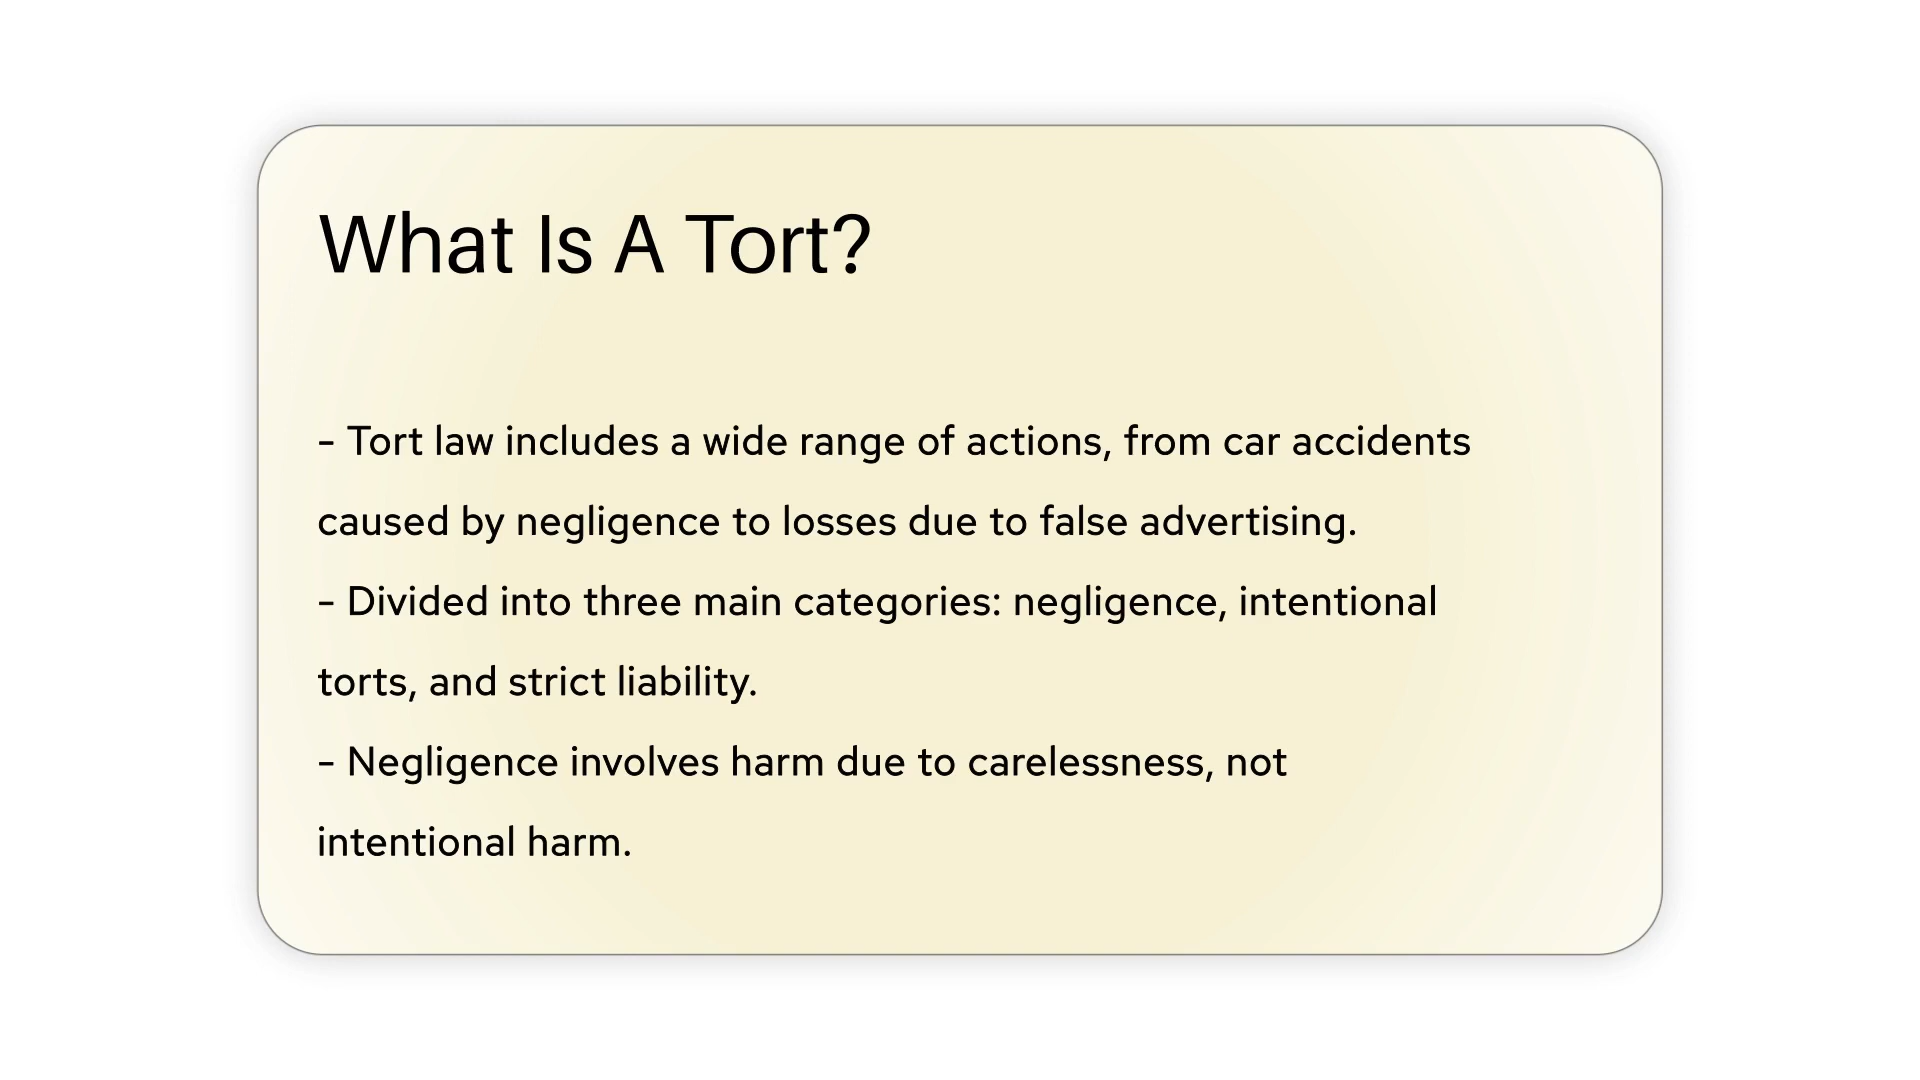 What Is A Tort?
- Tort law includes a wide range of actions, from car accidents
caused by negligence to losses due to false advertising.
- Divided into three main categories: negligence, intentional
torts, and strict liability.
- Negligence involves harm due to carelessness, not
intentional harm.